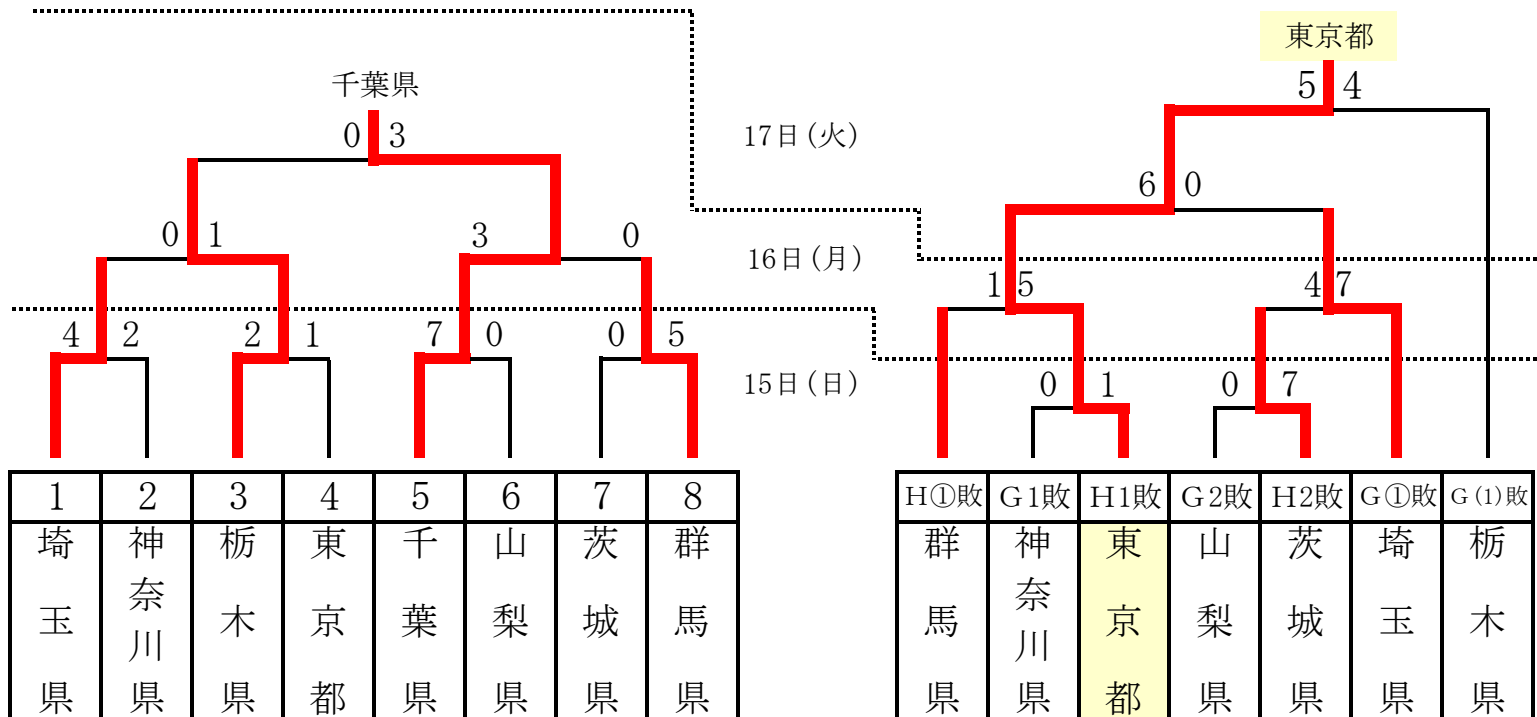 東京都
5 4
千葉県
0 3
17日(火)
6 0
0 1
3 0
16日(月)
1 5
4 7
4 2
2 1
7 0
0 5
15日(日)
0 1
0 7
1 2 3 4 5 6 7 8
埼玉県
神奈川県
栃木県
東京都
千葉県
山梨県
茨城県
群馬県
H①敗 G1敗 H1敗 G2敗 H2敗 G①敗 G(1)敗
群馬県
神奈川県
東京都
山梨県
茨城県
埼玉県
栃木県